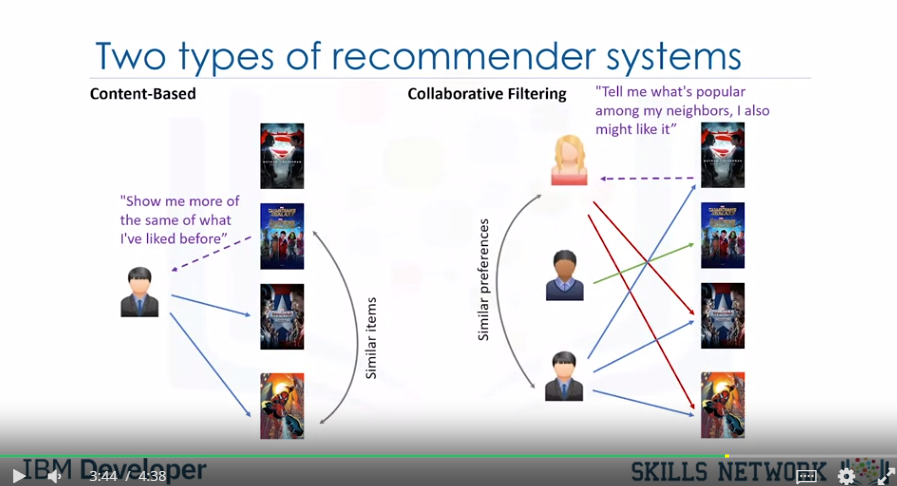 Two types of recommender systems
Content-Based
Collaborative Filtering
"Tell me what's popular
among my neighbors, I also
might like it”
"Show me more of
the same of what
I've liked before”
Similar items
Similar preferences
3:44 / 4:38
IBM Developer
SKILLS NETWORK